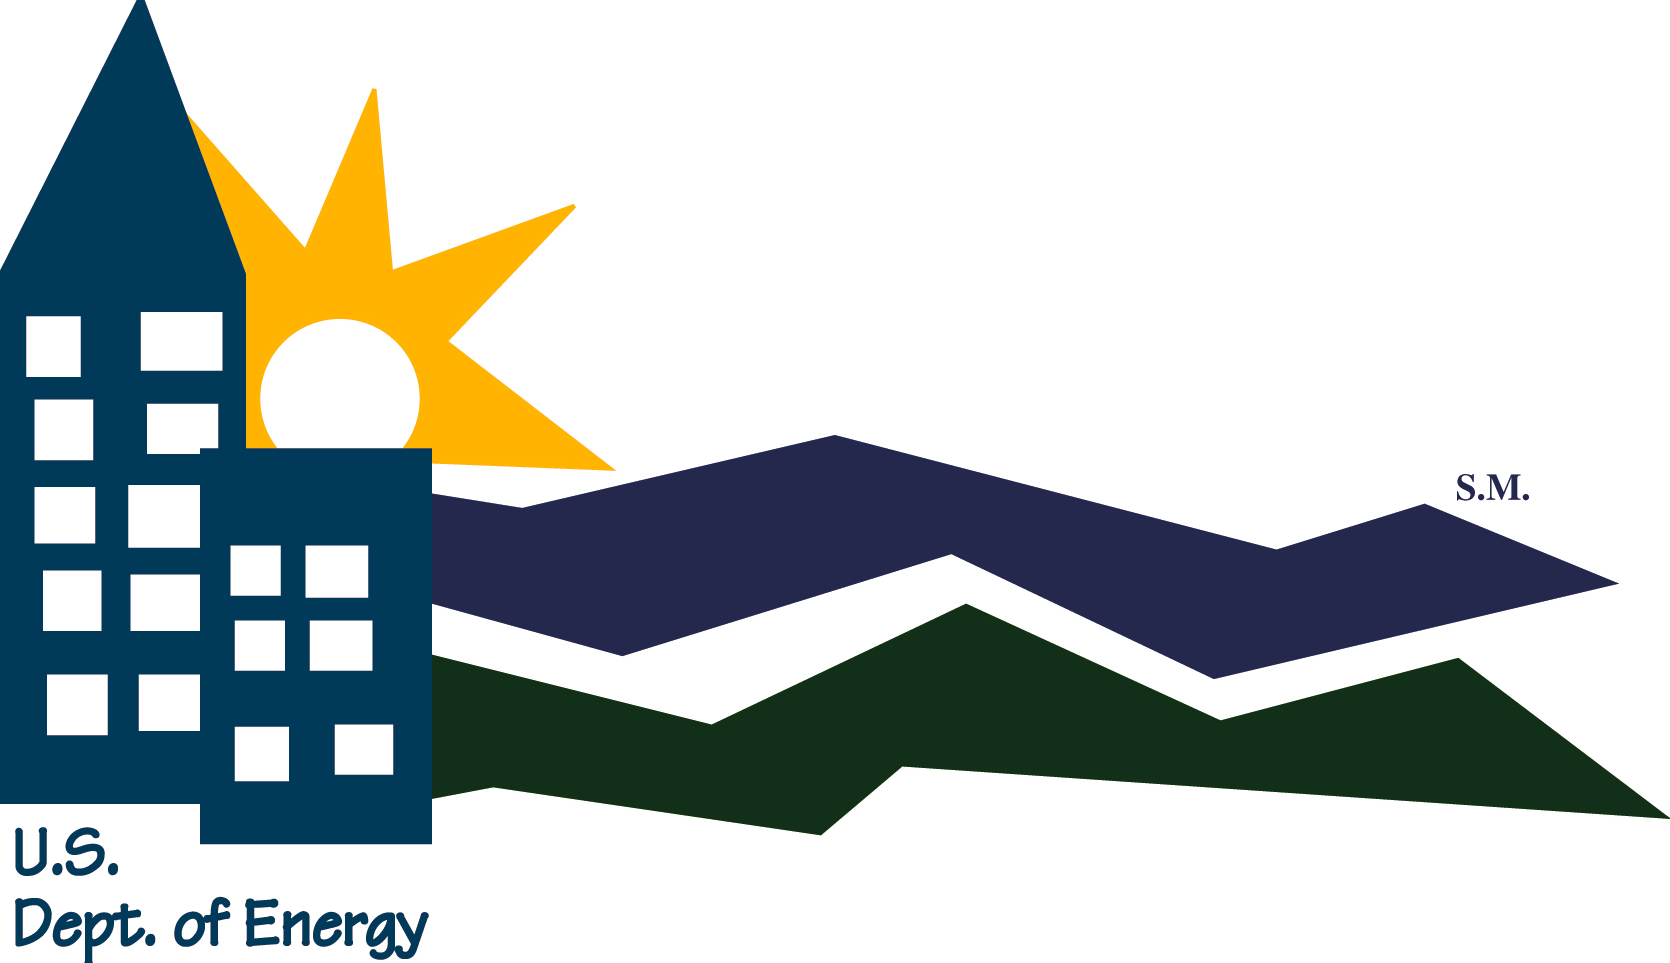 S.M.
U.S.
Dept. of Energy